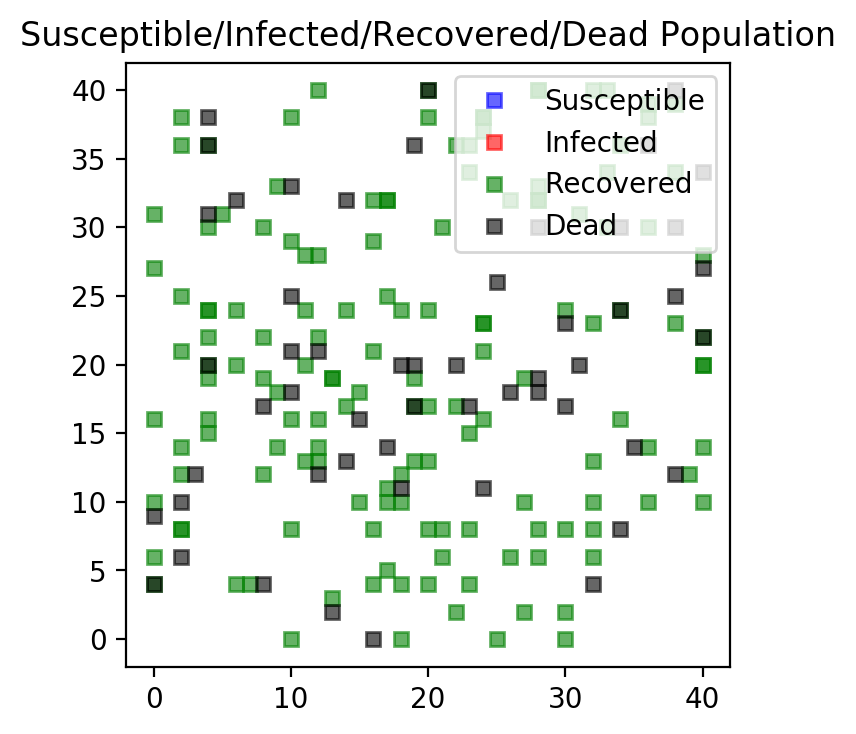 Susceptible/Infected/Recovered/Dead Population
40
35
30
25
20
15
10
5
0
Susceptible
Infected
Recovered
Dead
0 10 20 30 40